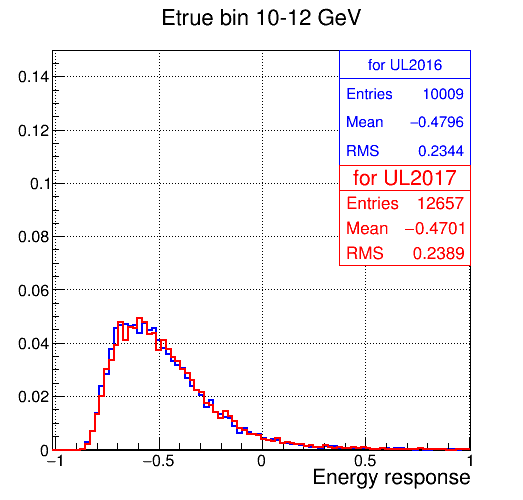 Etrue bin 10-12 GeV
for UL2016
Entries 10009
Mean −0.4796
RMS 0.2344
for UL2017
Entries 12657
Mean −0.4701
RMS 0.2389
0.14
0.12
0.1
0.08
0.06
0.04
0.02
0
−1 −0.5 0 0.5 1
Energy response